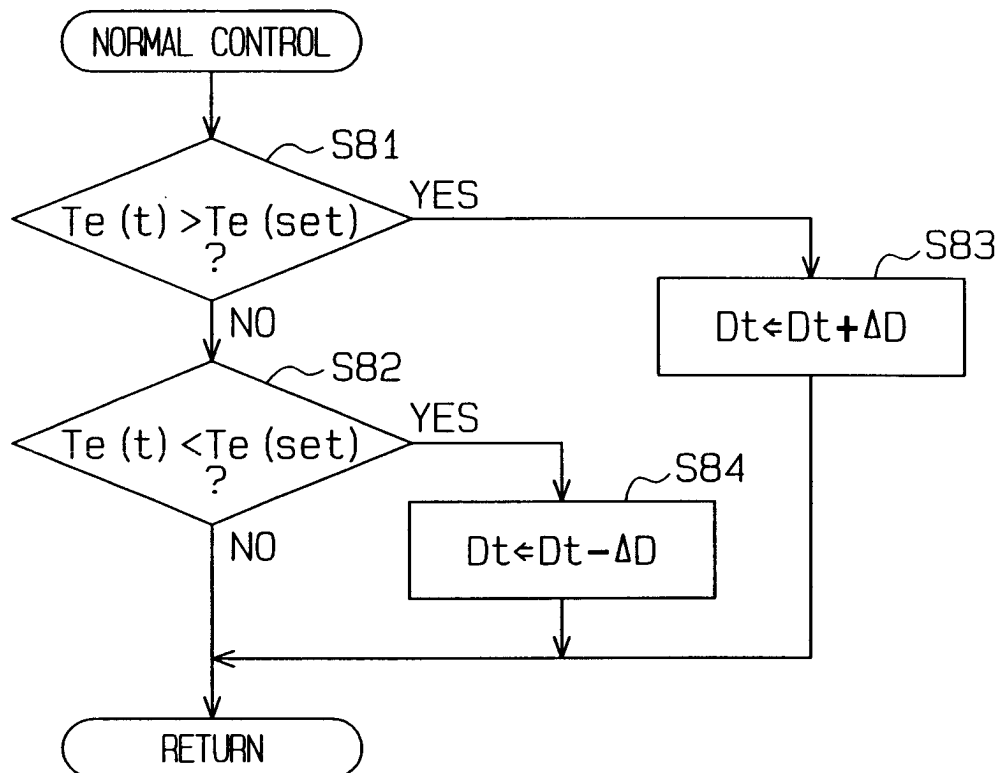 NORMAL CONTROL
S81
Te (t) >Te (set)
?
YES
NO
S83
Dt⇐Dt+ΔD
S82
Te (t) <Te (set)
?
YES
NO
S84
Dt⇐Dt−ΔD
RETURN